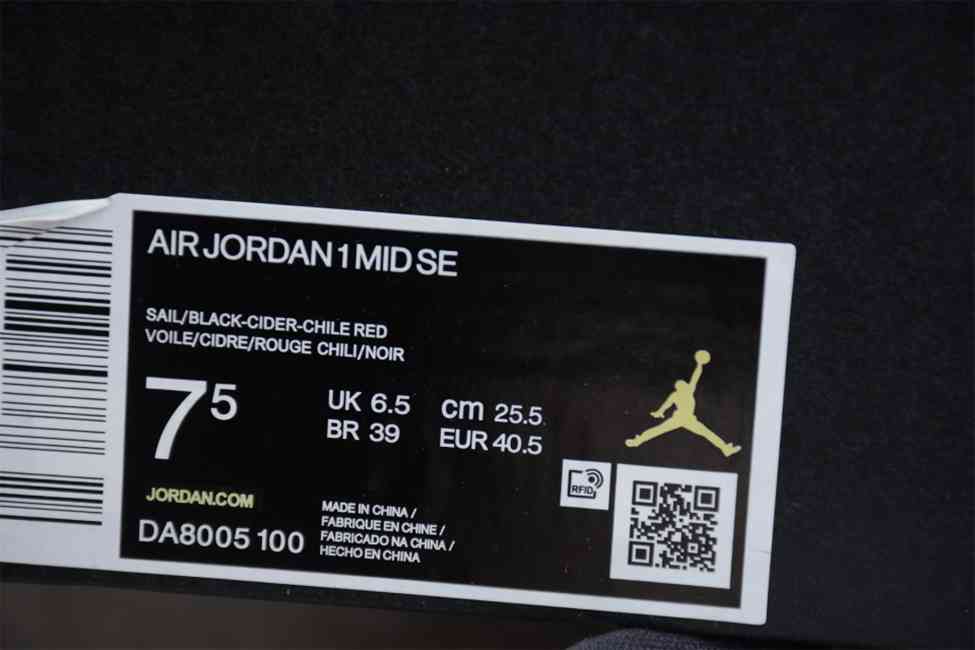 AIR JORDAN 1 MID SE
SAIL/BLACK-CIDER-CHILE RED
VOILE/CIDRE/ROUGE CHILI/NOIR
7⁵
UK 6.5 cm 25.5
BR 39 EUR 40.5
RFID
JORDAN.COM
DA8005 100
MADE IN CHINA /
FABRIQUE EN CHINE /
FABRICADO NA CHINA /
HECHO EN CHINA